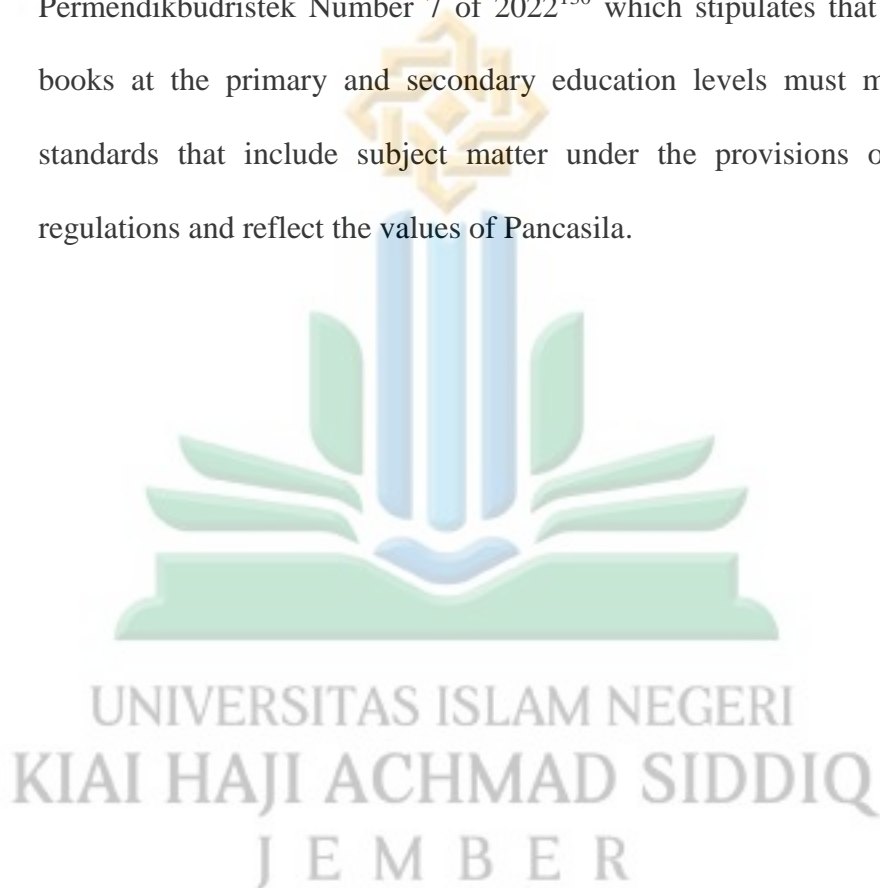 Permendikbudristek Number 7 of 2022¹³⁰ which stipulates that
books at the primary and secondary education levels must
standards that include subject matter under the provisions
regulations and reflect the values of Pancasila.
UNIVERSITAS ISLAM NEGERI
KIAI HAJI ACHMAD SIDDIQ
JEMBER